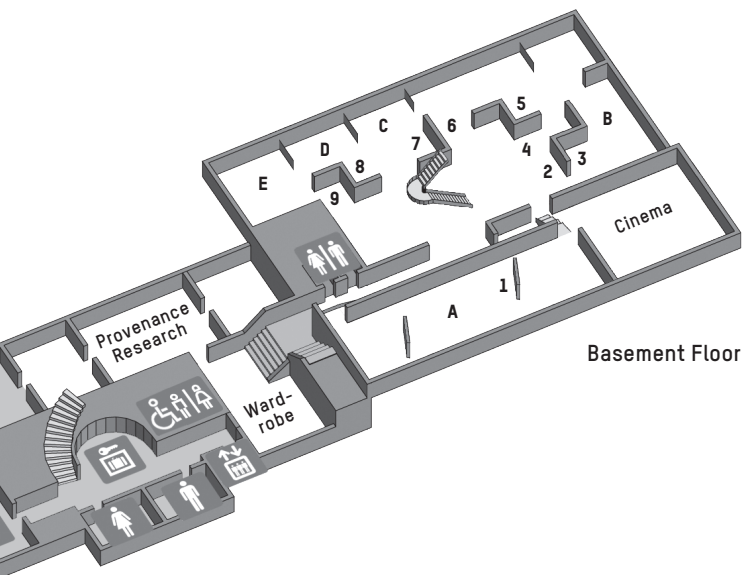 5
B
C
6
D
7
4
3
8
2
E
9
Cinema
1
A
Provenance
Research
Basement Floor
Ward-
robe